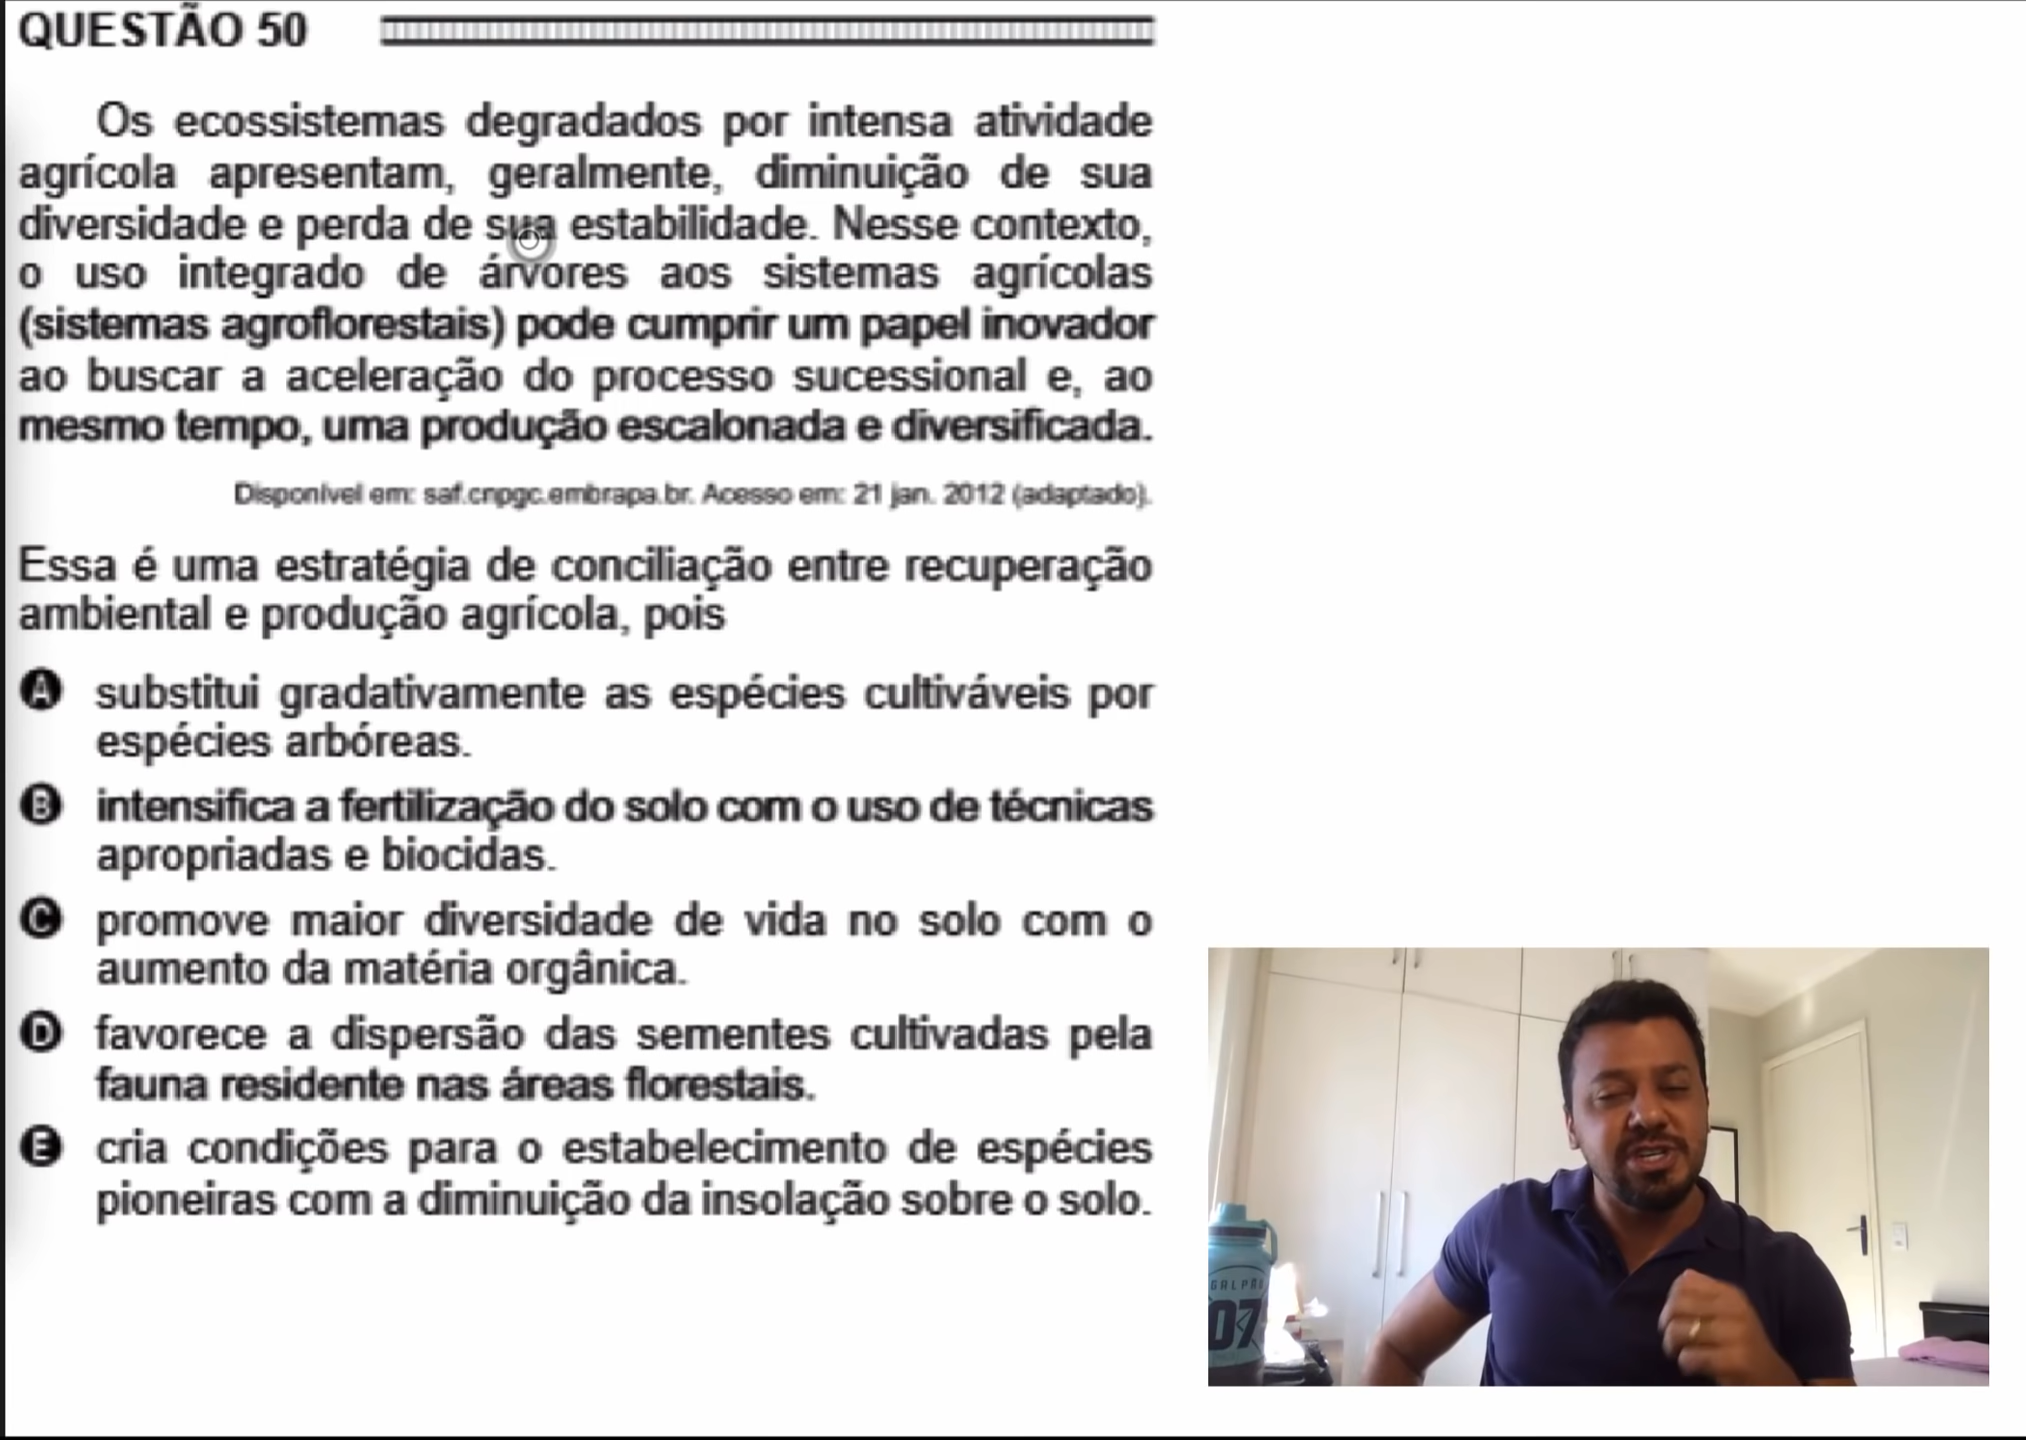 QUESTÃO 50
Os ecossistemas degradados por intensa atividade
agrícola apresentam, geralmente, diminuição de sua
diversidade e perda de sua estabilidade. Nesse contexto,
o uso integrado de árvores aos sistemas agrícolas
(sistemas agroflorestais) pode cumprir um papel inovador
ao buscar a aceleração do processo sucessional e, ao
mesmo tempo, uma produção escalonada e diversificada.
Disponível em: saf.cnpgc.embrapa.br. Acesso em: 21 jan. 2012 (adaptado).
Essa é uma estratégia de conciliação entre recuperação
ambiental e produção agrícola, pois
A substitui gradativamente as espécies cultiváveis por
espécies arbóreas.
B intensifica a fertilização do solo com o uso de técnicas
apropriadas e biocidas.
C promove maior diversidade de vida no solo com o
aumento da matéria orgânica.
D favorece a dispersão das sementes cultivadas pela
fauna residente nas áreas florestais.
E cria condições para o estabelecimento de espécies
pioneiras com a diminuição da insolação sobre o solo.
GALPÃO
07